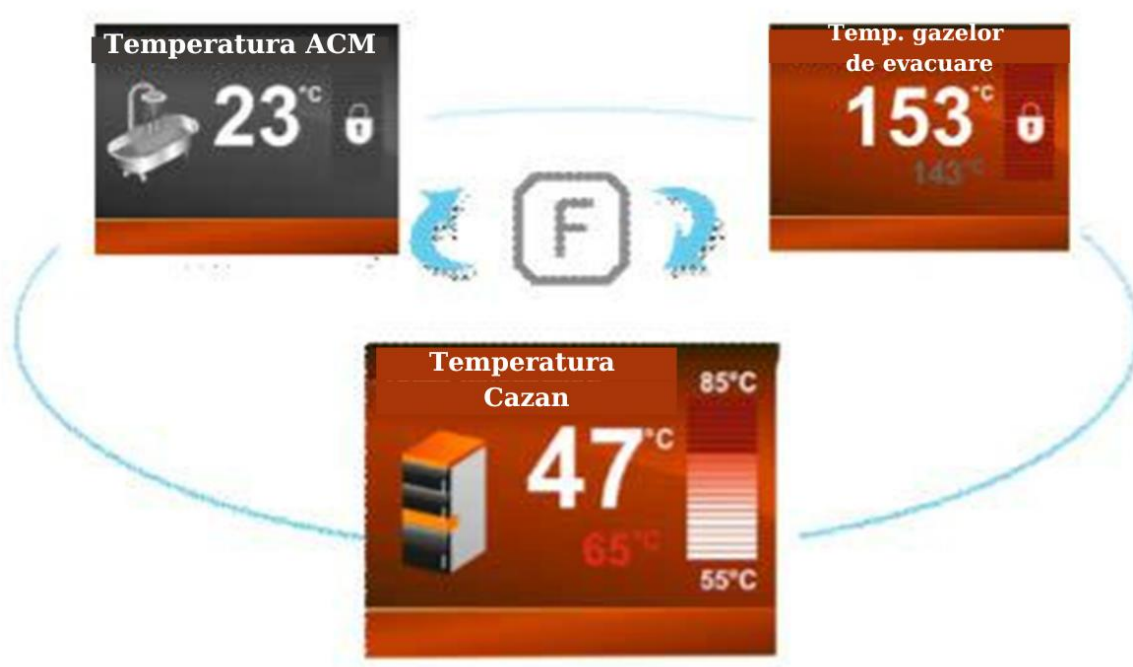 Temperatura ACM
23°C
Temp. gazelor
de evacuare
153°C
143°C
F
Temperatura
Cazan
85°C
47°C
65°C
55°C